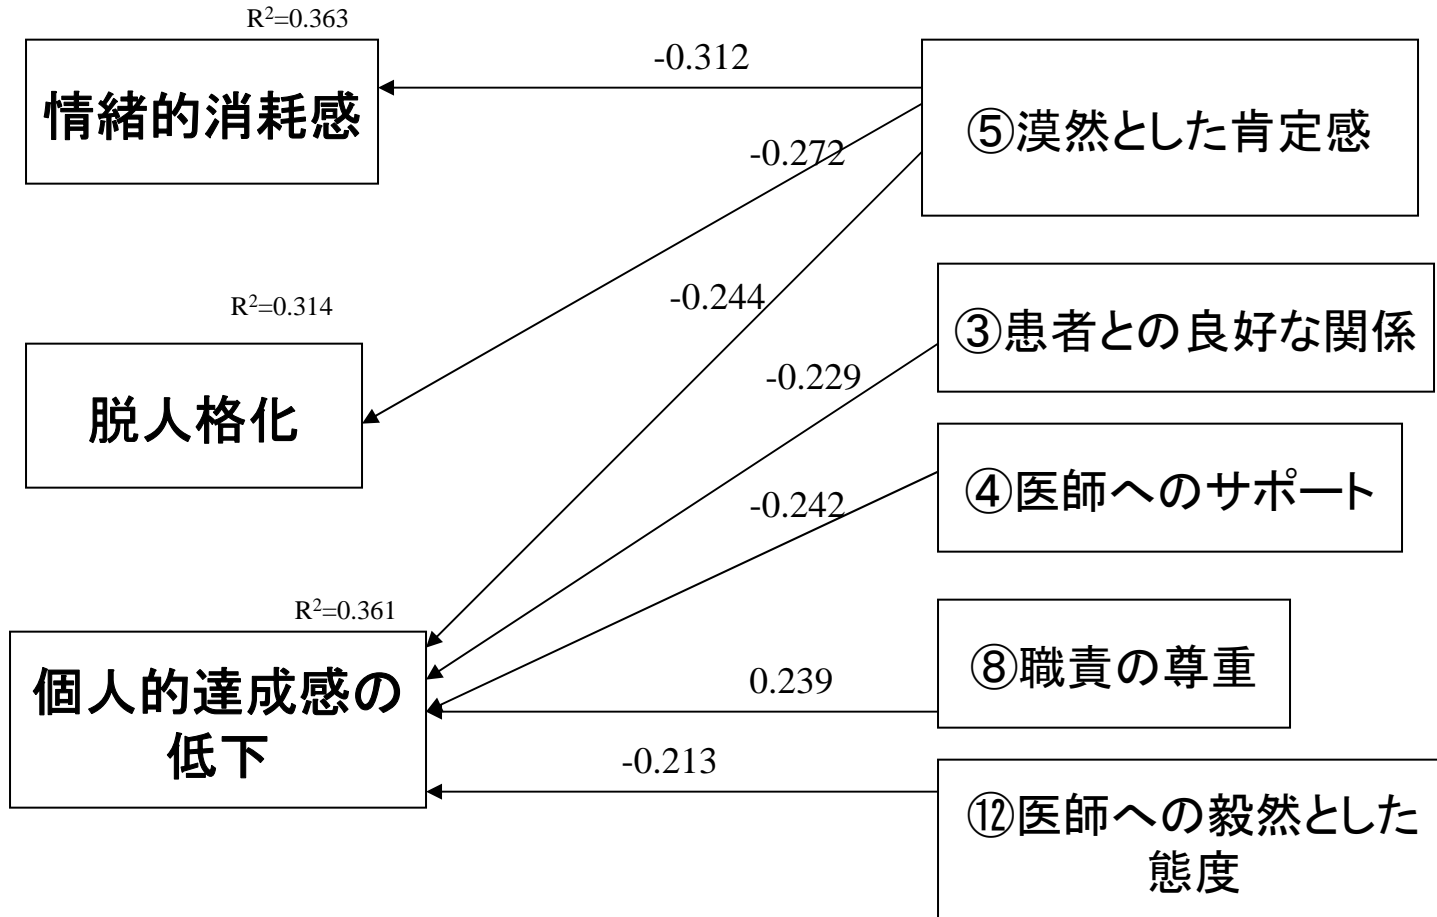 R²=0.363
情緒的消耗感
-0.312
⑤漠然とした肯定感
-0.272
-0.244
R²=0.314
脱人格化
③患者との良好な関係
-0.229
④医師へのサポート
-0.242
R²=0.361
個人的達成感の
低下
⑧職責の尊重
0.239
-0.213
⑫医師への毅然とした
態度